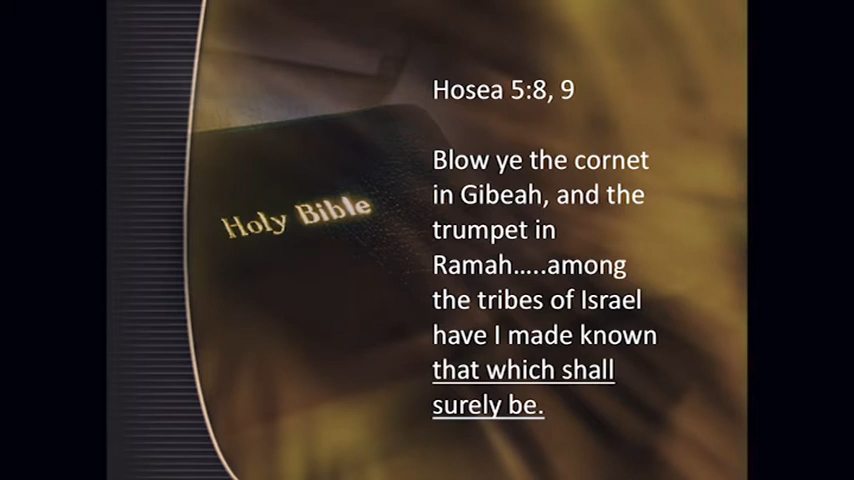 Holy Bible
Hosea 5:8, 9
Blow ye the cornet
in Gibeah, and the
trumpet in
Ramah…..among
the tribes of Israel
have I made known
that which shall
surely be.